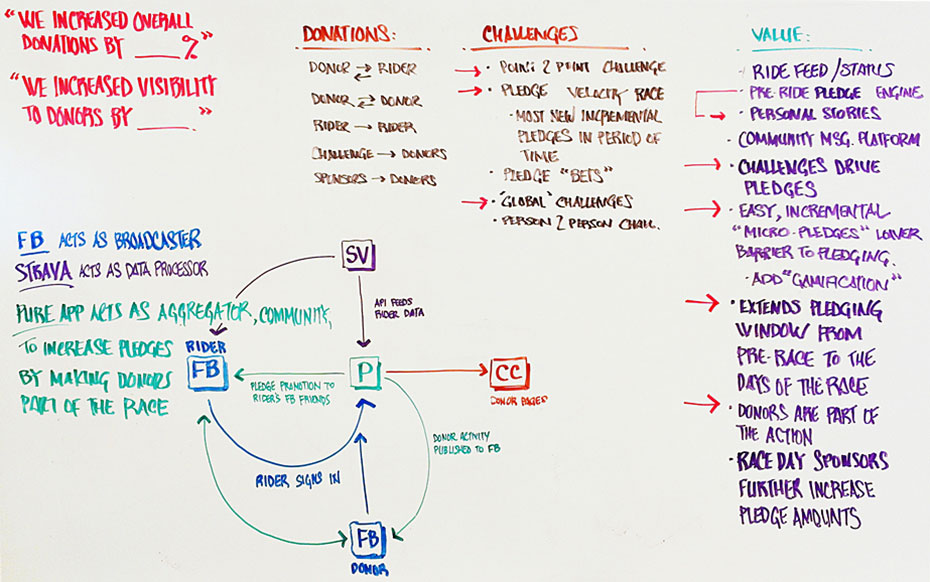 "WE INCREASED OVERALL
DONATIONS BY ____%"
"WE INCREASED VISIBILITY
TO DONORS BY ____"
DONATIONS:
DONOR → RIDER
←
DONOR ⇄ DONOR
RIDER → RIDER
CHALLENGE → DONORS
SPONSORS → DONORS
CHALLENGES
→ • POINT 2 POINT CHALLENGE
→ • PLEDGE VELOCITY RACE
• MOST NEW INCREMENTAL
PLEDGES IN PERIOD OF
TIME
• PLEDGE "BETS"
→ • "GLOBAL" CHALLENGES
• PERSON 2 PERSON CHALL.
VALUE:
• RIDE FEED/STATUS
• PRE-RIDE PLEDGE ENGINE
→ • PERSONAL STORIES
• COMMUNITY MSG. PLATFORM
→ • CHALLENGES DRIVE
PLEDGES
→ • EASY, INCREMENTAL
"MICRO-PLEDGES" LOWER
BARRIER TO PLEDGING.
• ADD "GAMIFICATION"
→ • EXTENDS PLEDGING
WINDOW FROM
PRE-RACE TO THE
DAYS OF THE RACE
→ • DONORS ARE PART OF
THE ACTION
• RACE DAY SPONSORS
FURTHER INCREASE
PLEDGE AMOUNTS
FB ACTS AS BROADCASTER
STRAVA ACTS AS DATA PROCESSOR
PURE APP ACTS AS AGGREGATOR, COMMUNITY,
TO INCREASE PLEDGES
BY MAKING DONORS
PART OF THE RACE
SV
API FEEDS
RIDER DATA
RIDER
FB
P
CC
DONOR PAGES
PLEDGE PROMOTION TO
RIDER'S FB FRIENDS
DONOR ACTIVITY
PUBLISHED TO FB
RIDER SIGNS IN
FB
DONOR